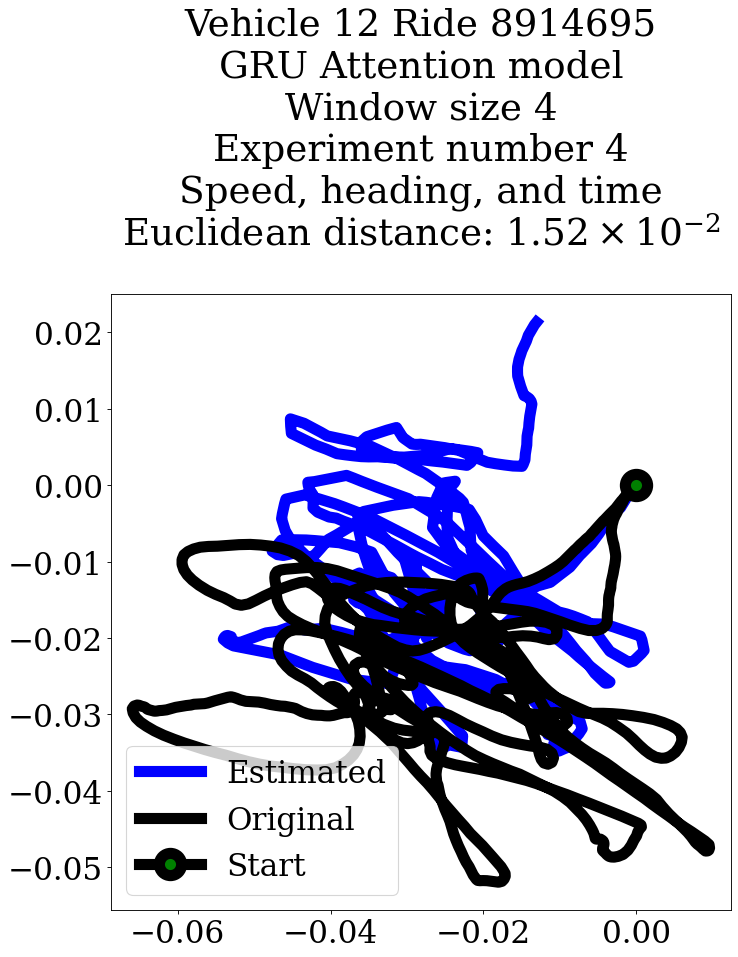 Vehicle 12 Ride 8914695
GRU Attention model
Window size 4
Experiment number 4
Speed, heading, and time
Euclidean distance: 1.52 × 10⁻²
0.02
0.01
0.00
−0.01
−0.02
−0.03
−0.04
−0.05
Estimated
Original
Start
−0.06
−0.04
−0.02
0.00